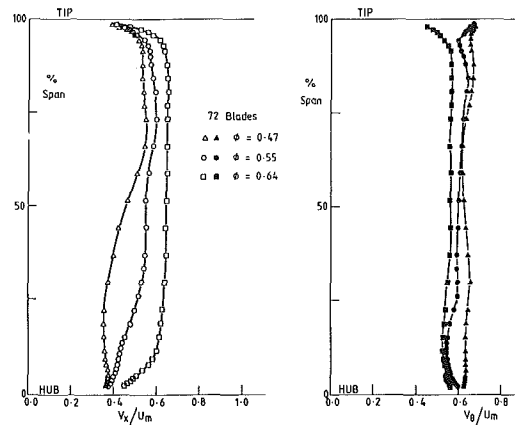 100 TIP
%
Span
72 Blades
△ ▲ Φ = 0·47
○ ● Φ = 0·55
□ ■ Φ = 0·64
50
0 HUB
0·0 0·2 0·4 0·6 0·8 1·0
Vx/Um
100 TIP
%
Span
50
0 HUB
0·0 0·2 0·4 0·6 0·8
Vθ/Um